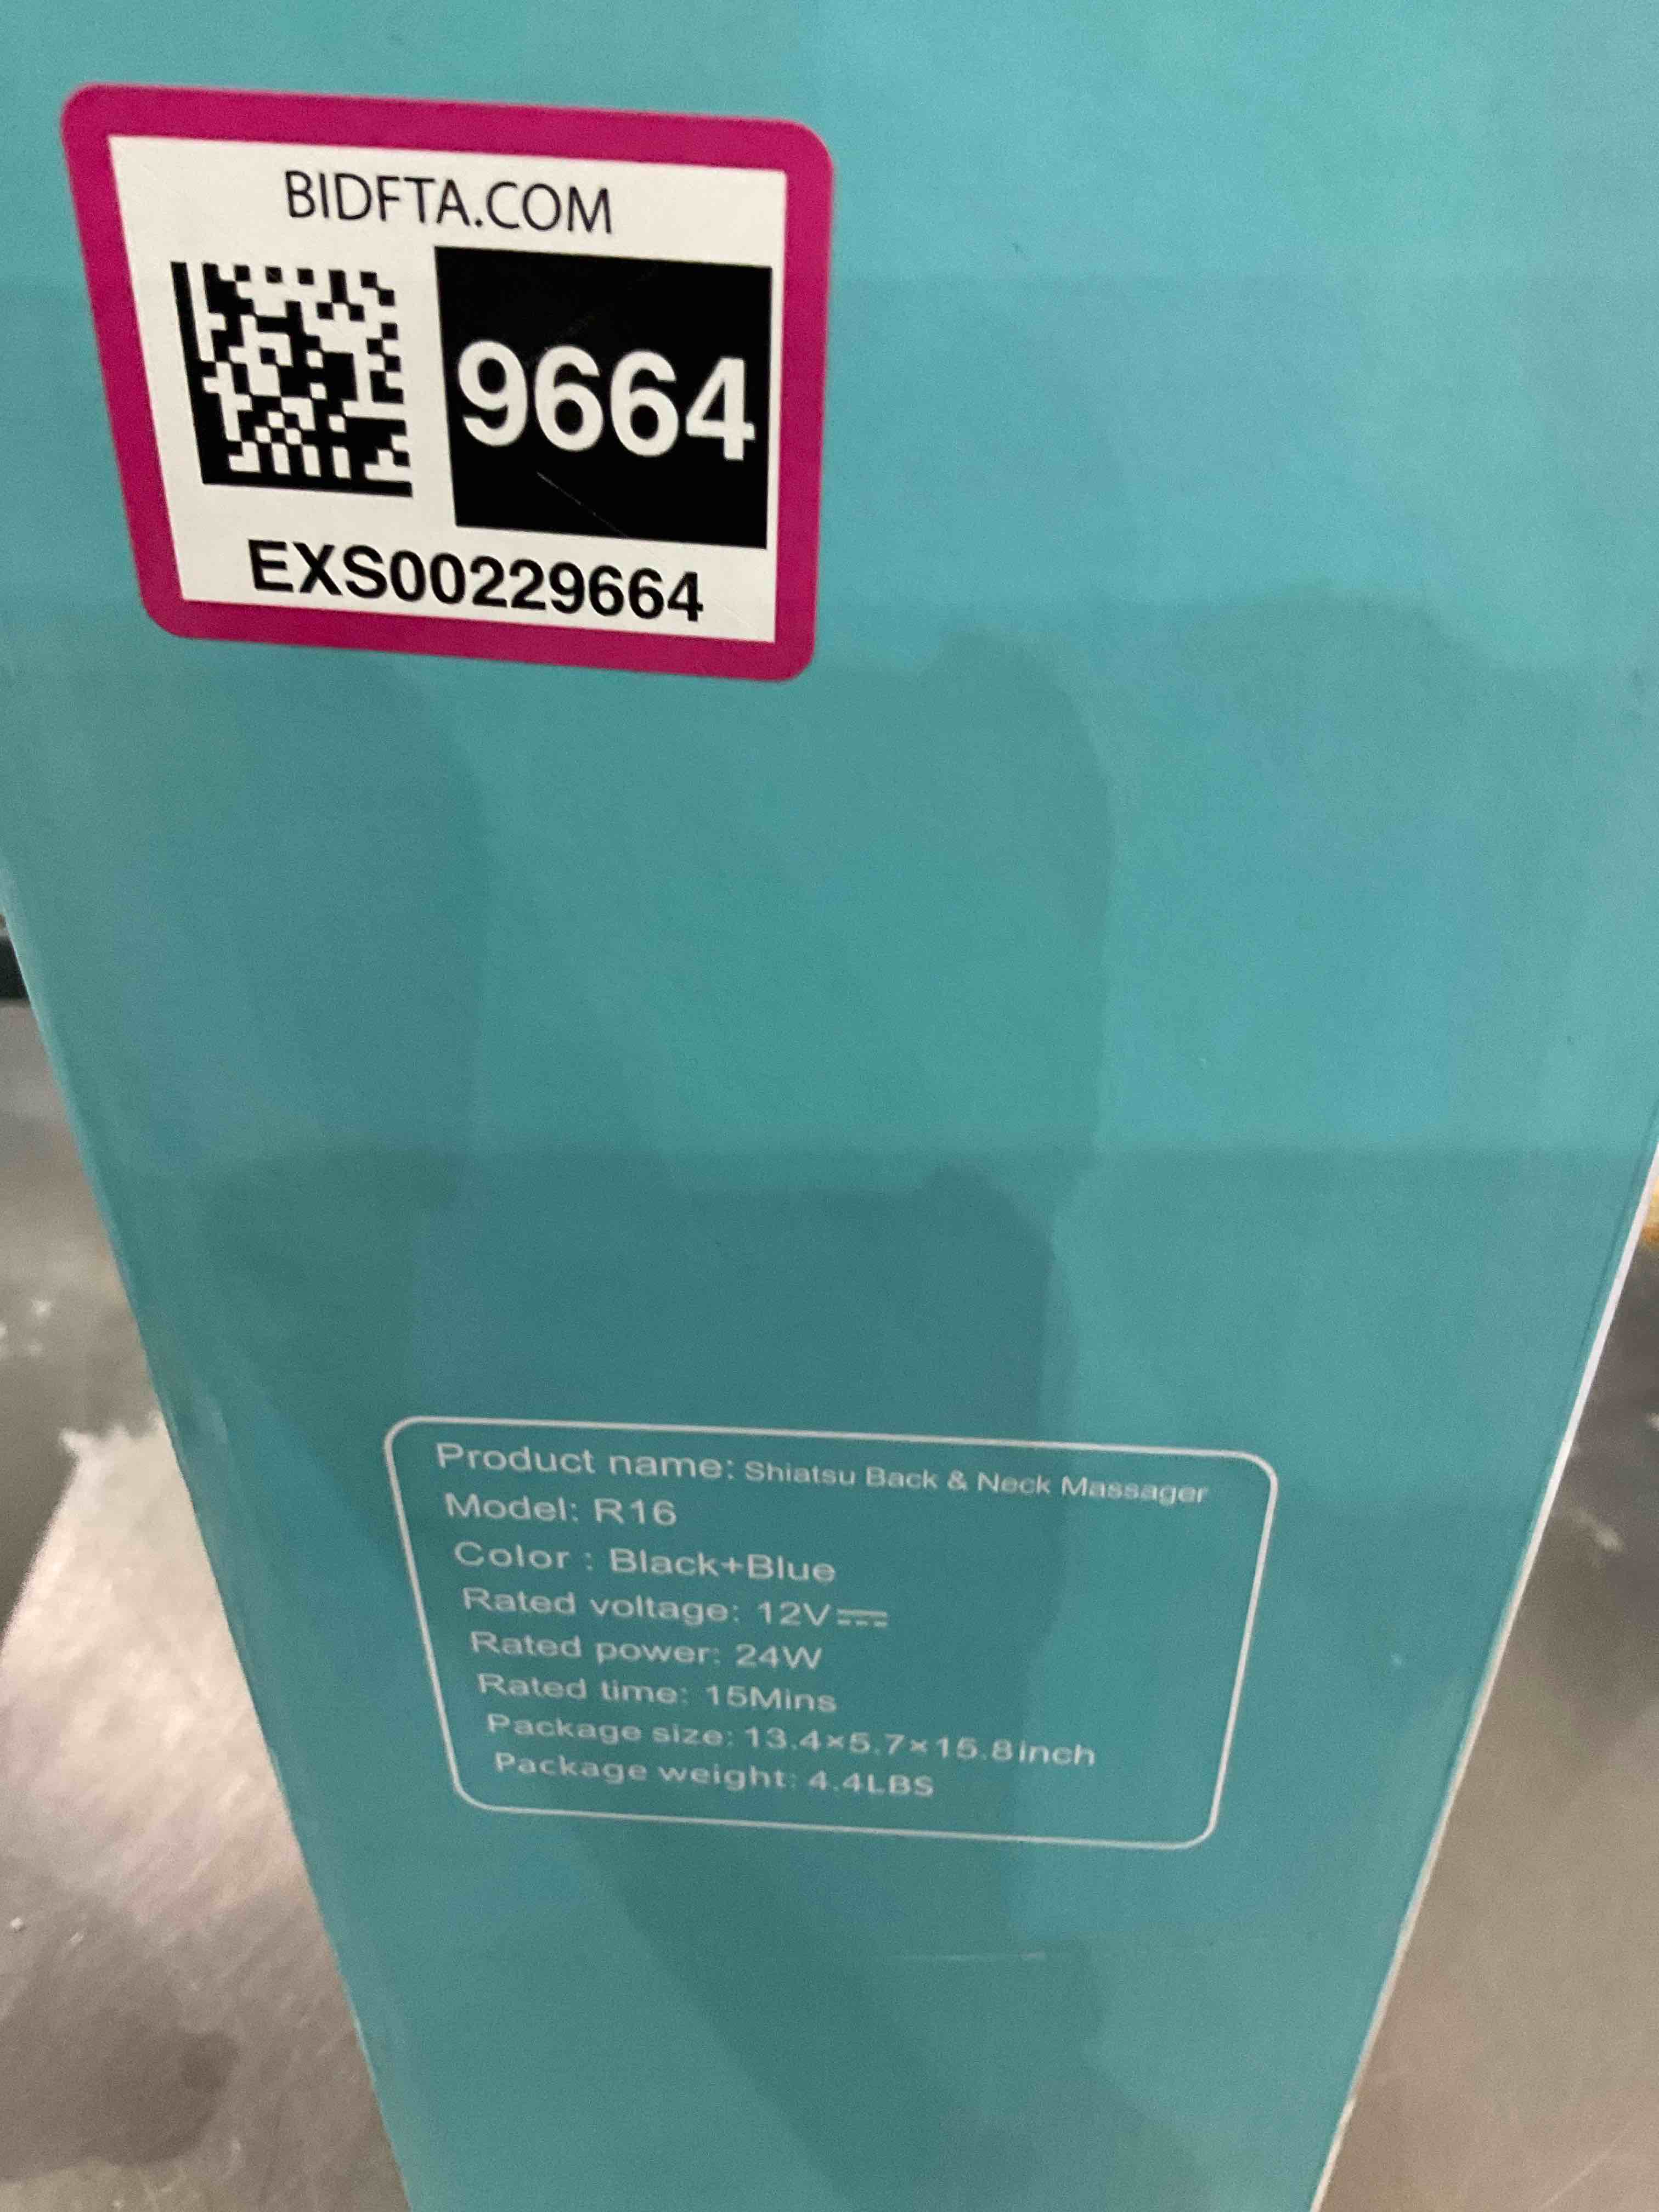 BIDFTA.COM
9664
EXS00229664
Product name: Shiatsu Back & Neck Massager
Model: R16
Color : Black+Blue
Rated voltage: 12V⎓
Rated power: 24W
Rated time: 15Mins
Package size: 13.4×5.7×15.8inch
Package weight: 4.4LBS